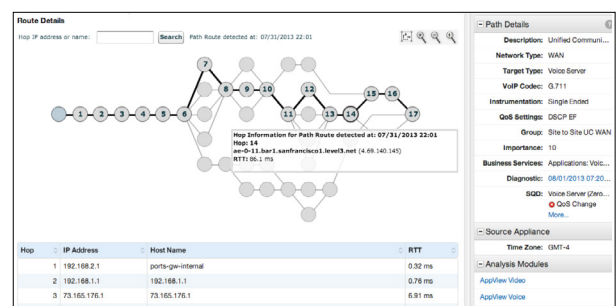 Route Details
Hop IP address or name:
Search
Path Route detected at: 07/31/2013 22:01
7
15 16
8 9 10 12
1 2 3 4 5 6 11 13 14 17
Hop Information for Path Route detected at: 07/31/2013 22:01
Hop: 14
ae-0-11.bar1.sanfrancisco1.level3.net (4.69.140.145)
RTT: 86.1 ms
Hop IP Address Host Name RTT
1 192.168.2.1 ports-gw-internal 0.32 ms
2 192.168.1.1 192.168.1.1 0.76 ms
3 73.165.176.1 73.165.176.1 6.91 ms
Path Details
Description: Unified Communi...
Network Type: WAN
Target Type: Voice Server
VoIP Codec: G.711
Instrumentation: Single Ended
QoS Settings: DSCP EF
Group: Site to Site UC WAN
Importance: 10
Business Services: Applications: Voic...
Diagnostic: 08/01/2013 07:20...
SQD: Voice Server (Zero...
QoS Change
More...
Source Appliance
Time Zone: GMT-4
Analysis Modules
AppView Video
AppView Voice